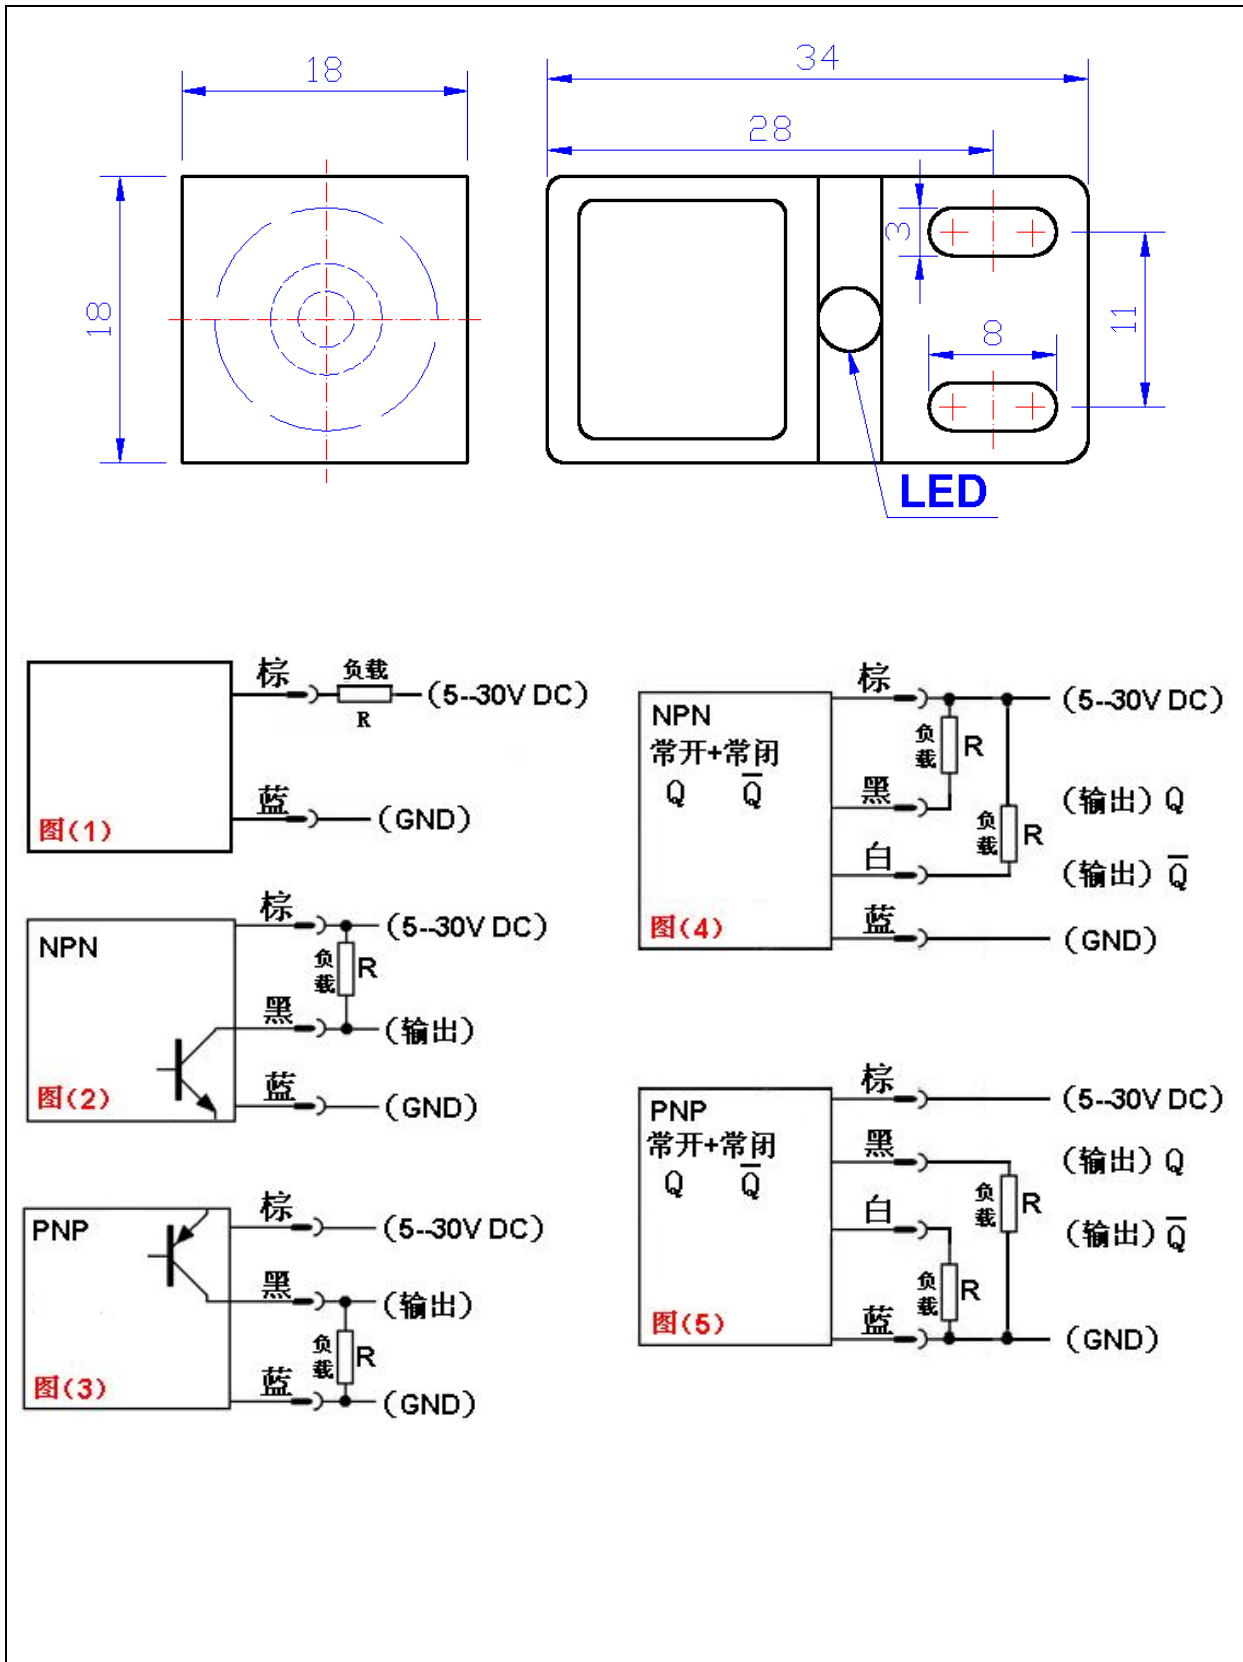 18
34
28
18
3
8
11
LED
棕
负载
R
(5--30V DC)
蓝
(GND)
图(1)
NPN
棕
(5--30V DC)
负载
R
黑
(输出)
蓝
(GND)
图(2)
PNP
棕
(5--30V DC)
黑
(输出)
负载
R
蓝
(GND)
图(3)
NPN
常开+常闭
Q Q̅
棕
(5--30V DC)
负载
R
黑
(输出) Q
负载
R
白
(输出) Q̅
蓝
(GND)
图(4)
PNP
常开+常闭
Q Q̅
棕
(5--30V DC)
黑
(输出) Q
负载
R
白
(输出) Q̅
负载
R
蓝
(GND)
图(5)